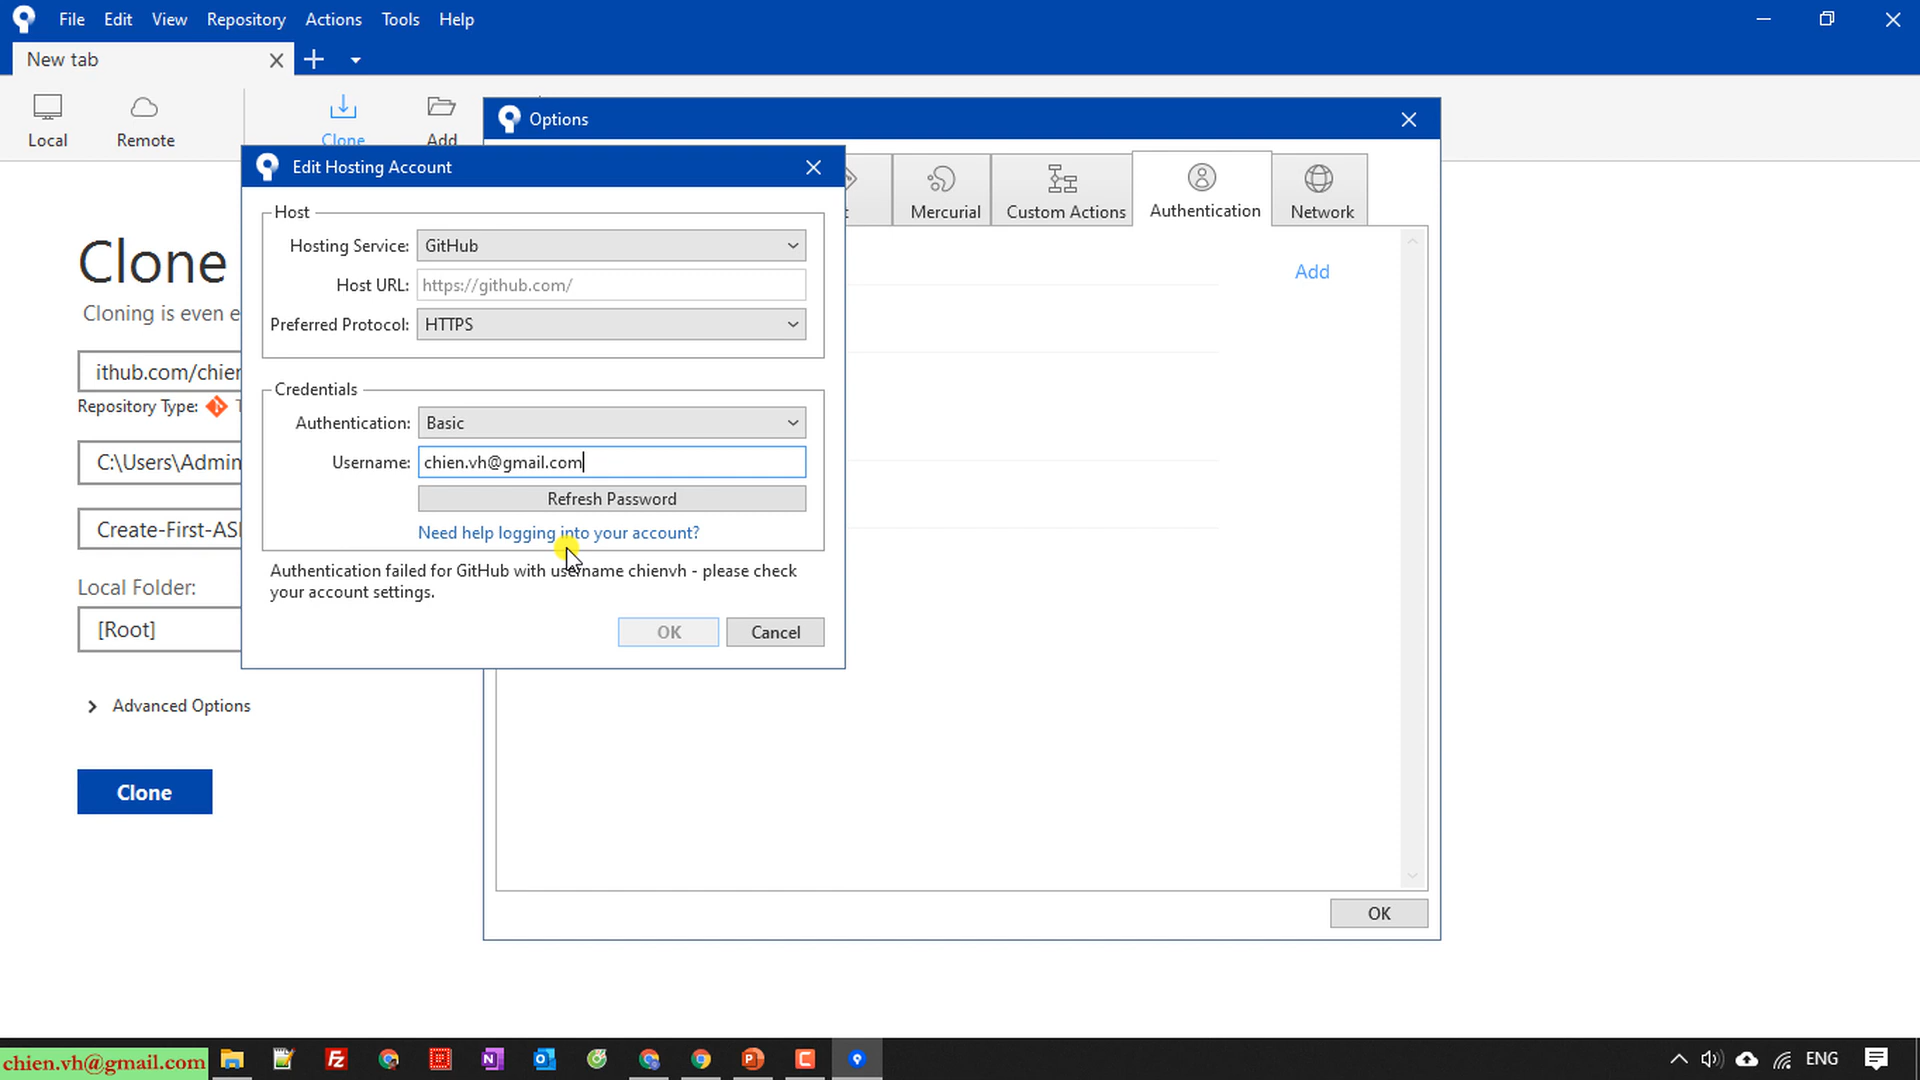 File Edit View Repository Actions Tools Help
New tab
Local Remote Clone Add
Options
Edit Hosting Account
Mercurial Custom Actions Authentication Network
Host
Hosting Service: GitHub
Host URL: https://github.com/
Preferred Protocol: HTTPS
Add
Clone
Cloning is even e
ithub.com/chien
Repository Type:
C:\Users\Admin
Create-First-AS
Local Folder:
[Root]
Advanced Options
Clone
Credentials
Authentication: Basic
Username: chien.vh@gmail.com
Refresh Password
Need help logging into your account?
Authentication failed for GitHub with username chienvh - please check
your account settings.
OK Cancel
OK
chien.vh@gmail.com
ENG